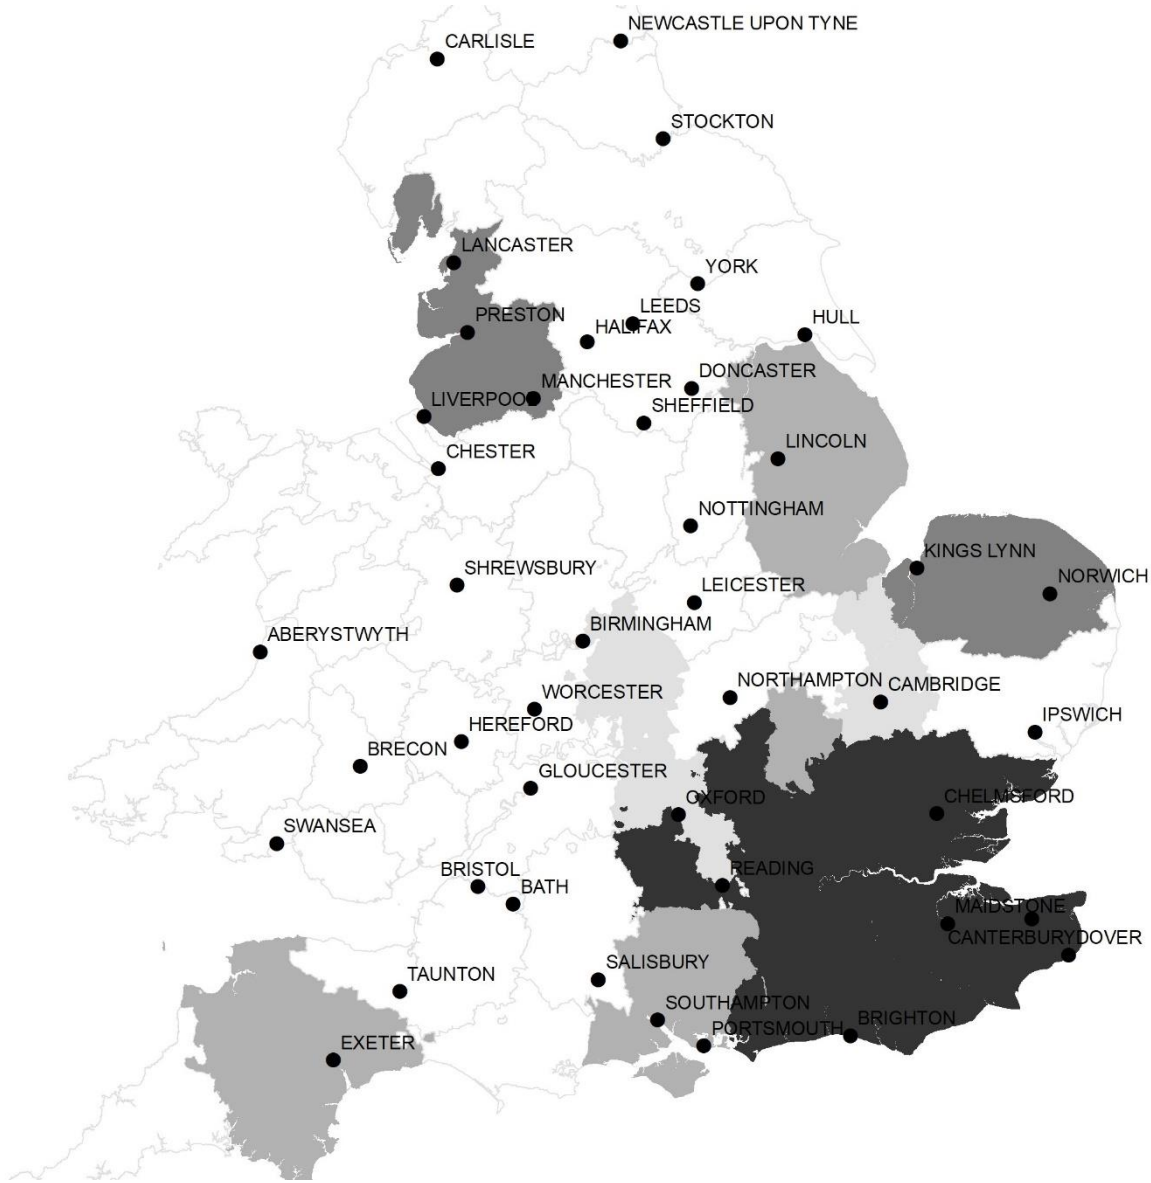 NEWCASTLE UPON TYNE
CARLISLE
STOCKTON
LANCASTER
YORK
LEEDS
PRESTON
HALIFAX
HULL
DONCASTER
MANCHESTER
LIVERPOOL
SHEFFIELD
LINCOLN
CHESTER
NOTTINGHAM
KINGS LYNN
SHREWSBURY
NORWICH
LEICESTER
BIRMINGHAM
ABERYSTWYTH
NORTHAMPTON
CAMBRIDGE
WORCESTER
HEREFORD
IPSWICH
BRECON
GLOUCESTER
OXFORD
CHELMSFORD
SWANSEA
BRISTOL
READING
BATH
MAIDSTONE
CANTERBURY
DOVER
SALISBURY
TAUNTON
SOUTHAMPTON
BRIGHTON
PORTSMOUTH
EXETER